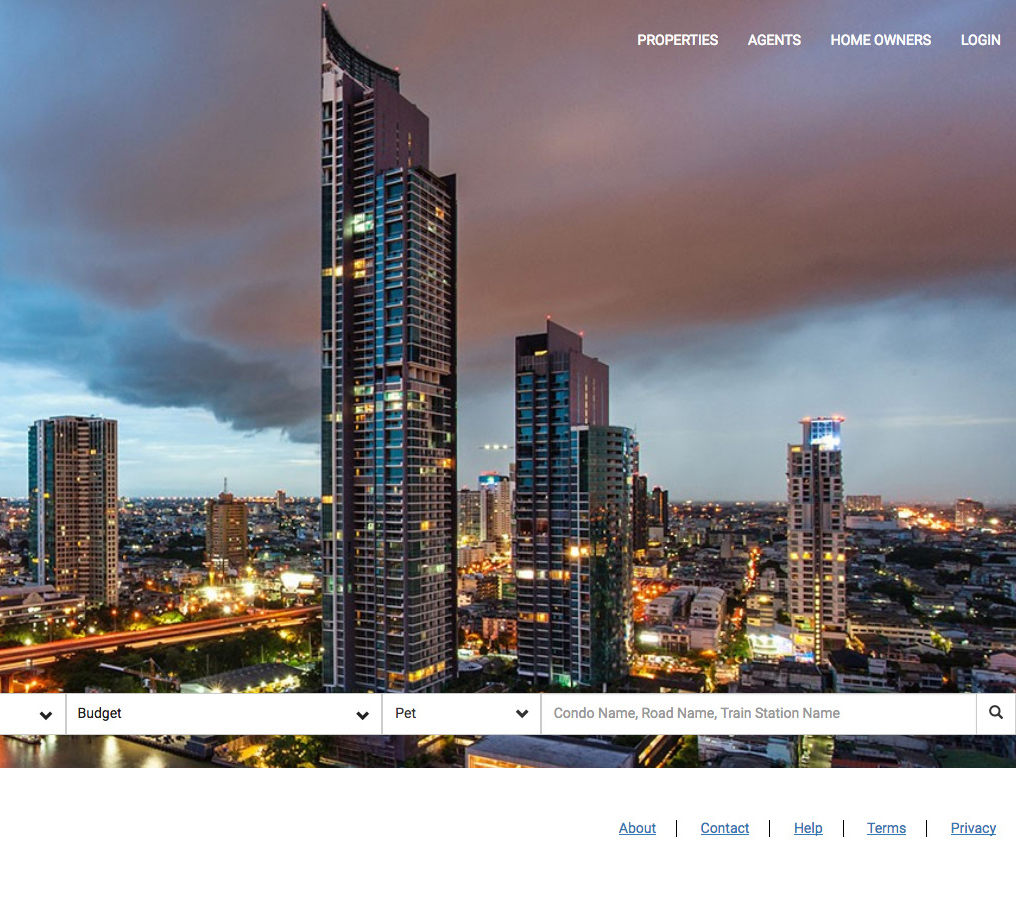 PROPERTIES AGENTS HOME OWNERS LOGIN
Budget Pet Condo Name, Road Name, Train Station Name
About Contact Help Terms Privacy